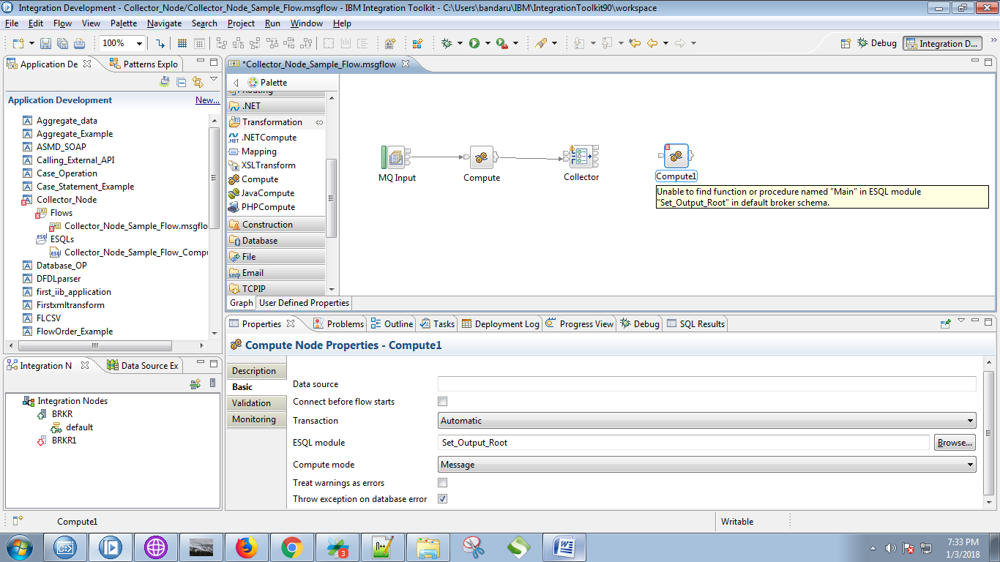 Integration Development - Collector_Node/Collector_Node_Sample_Flow.msgflow - IBM Integration Toolkit - C:\Users\bandaru\IBM\IntegrationToolkit90\workspace
File Edit Flow View Palette Navigate Search Project Run Window Help
100%
Debug
Integration D...
Application De
Patterns Explo
Application Development
New...
Aggregate_data
Aggregate_Example
ASMD_SOAP
Calling_External_API
Case_Operation
Case_Statement_Example
Collector_Node
Flows
Collector_Node_Sample_Flow.msgflo
ESQLs
esql
Collector_Node_Sample_Flow_Compu
esql
Database_OP
DFDLparser
first_iib_application
Firstxmltransform
FLCSV
FlowOrder_Example
Integration N
Data Source Ex
Integration Nodes
BRKR
default
BRKR1
*Collector_Node_Sample_Flow.msgflow
Palette
Routing
.NET
Transformation
.NETCompute
Mapping
XSLTransform
Compute
JavaCompute
PHPCompute
Construction
Database
File
Email
TCPIP
MQ Input
Compute
Collector
Compute1
Unable to find function or procedure named "Main" in ESQL module
"Set_Output_Root" in default broker schema.
Graph
User Defined Properties
Properties
Problems
Outline
Tasks
Deployment Log
Progress View
Debug
SQL Results
Compute Node Properties - Compute1
Description
Basic
Validation
Monitoring
Data source
Connect before flow starts
Transaction
Automatic
ESQL module
Set_Output_Root
Browse...
Compute mode
Message
Treat warnings as errors
Throw exception on database error
Compute1
Writable
3
7:33 PM
1/3/2018